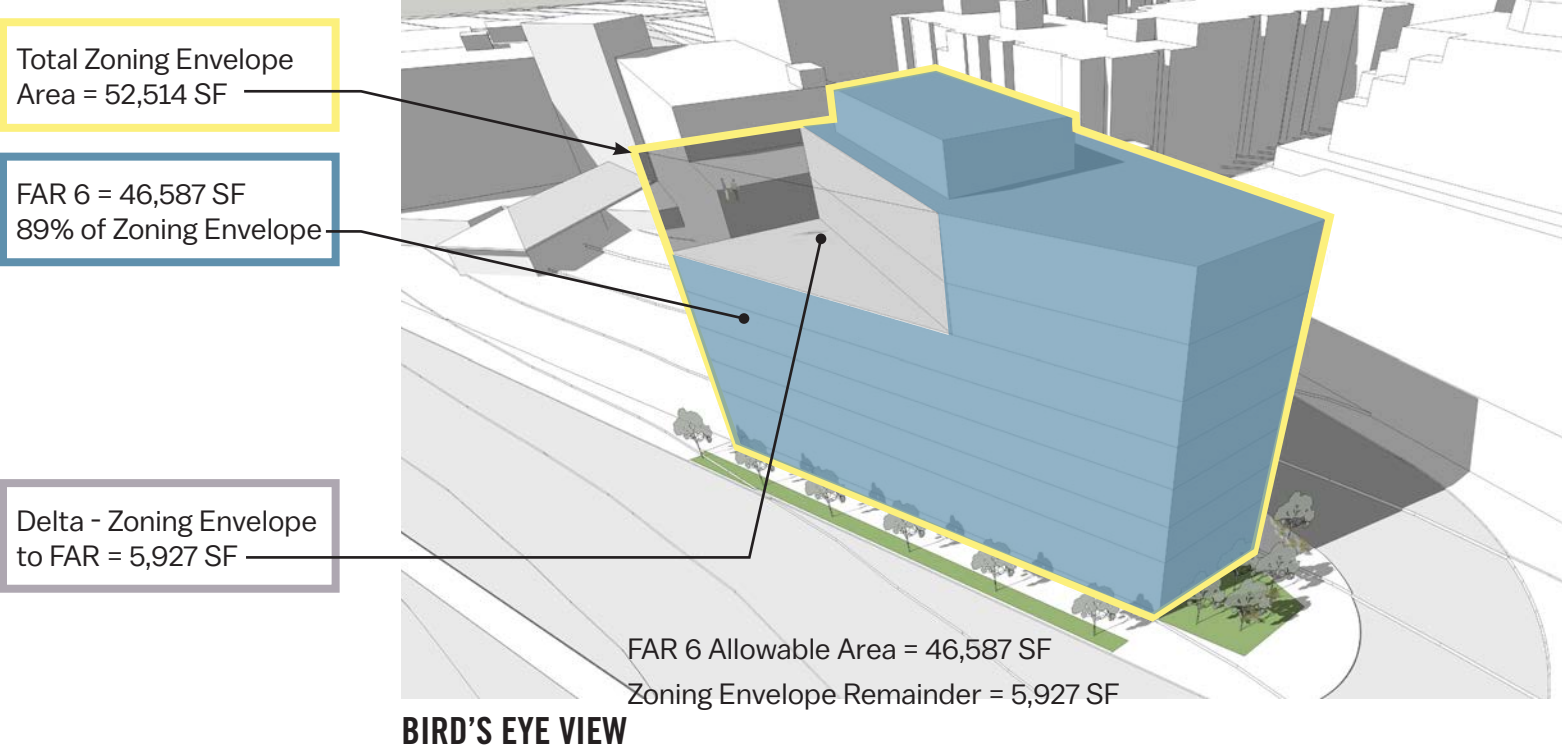 Total Zoning Envelope
Area = 52,514 SF
FAR 6 = 46,587 SF
89% of Zoning Envelope
Delta - Zoning Envelope
to FAR = 5,927 SF
FAR 6 Allowable Area = 46,587 SF
Zoning Envelope Remainder = 5,927 SF
BIRD'S EYE VIEW